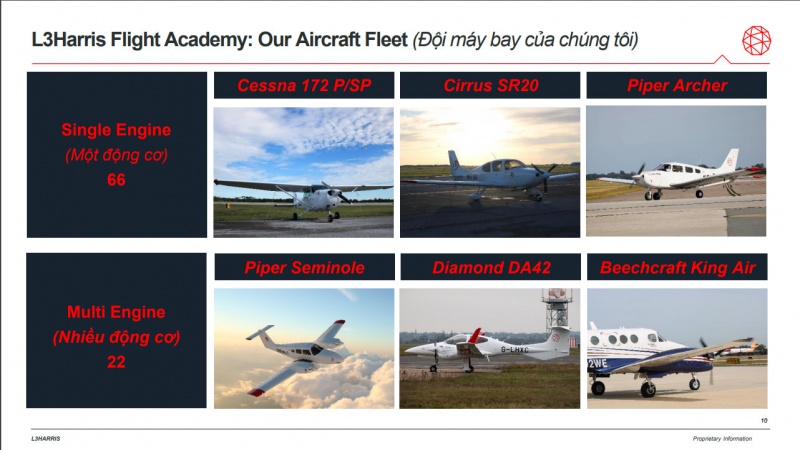 L3Harris Flight Academy: Our Aircraft Fleet (Đội máy bay của chúng tôi)
Single Engine
(Một động cơ)
66
Cessna 172 P/SP
Cirrus SR20
Piper Archer
Multi Engine
(Nhiều động cơ)
22
Piper Seminole
Diamond DA42
Beechcraft King Air
G-LHXC
2WE
10
L3HARRIS
Proprietary Information